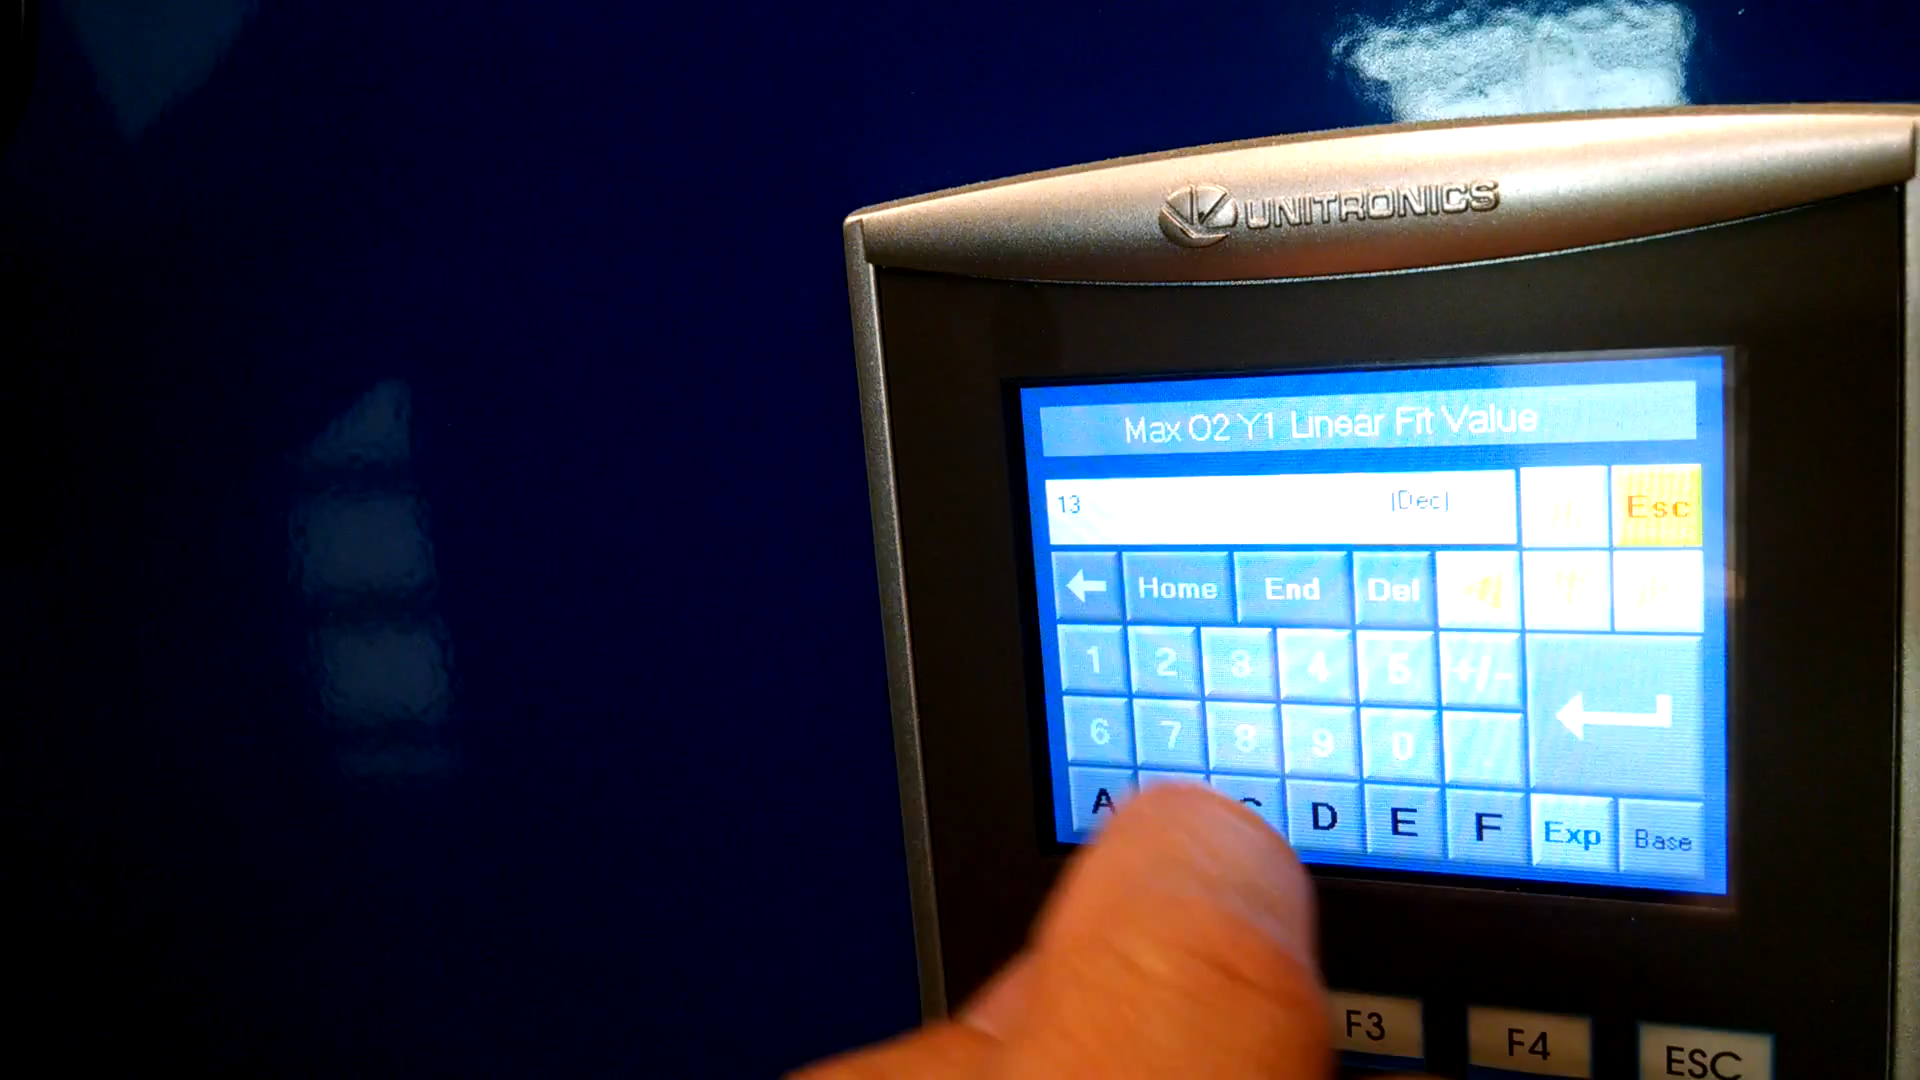 UNITRONICS
Max O2 Y1 Linear Fit Value
13 (Dec)
Esc
Home End Del
1 2 3 4 5 +/-
6 7 8 9 0
A D E F Exp Base
F3 F4 ESC